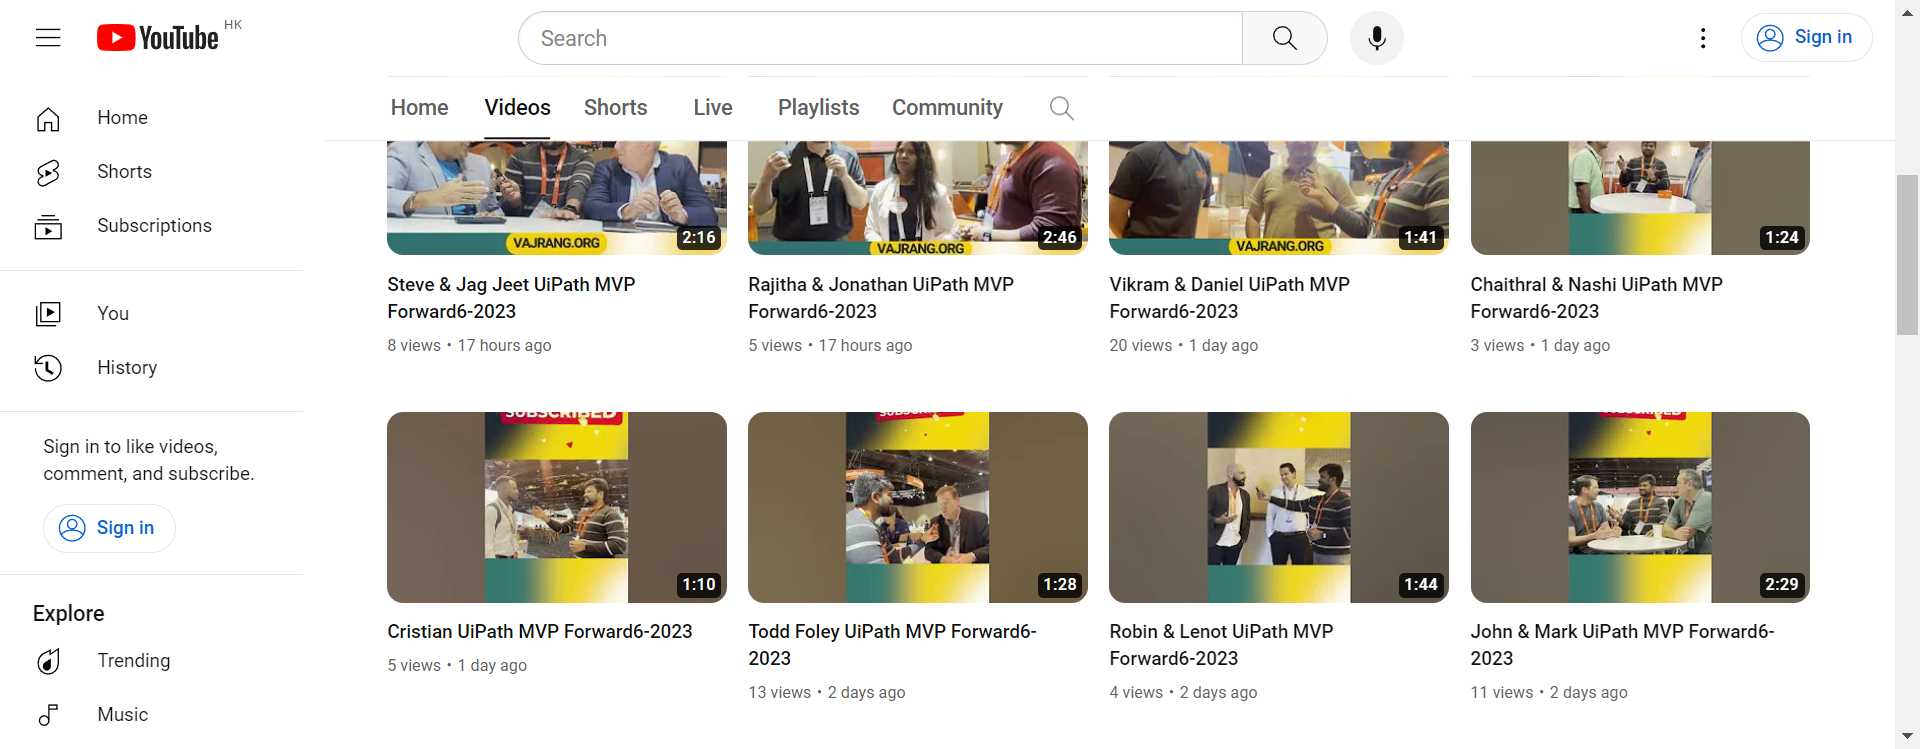 YouTube HK
Search
Sign in
Home
Shorts
Subscriptions
You
History
Sign in to like videos,
comment, and subscribe.
Sign in
Explore
Trending
Music
Home Videos Shorts Live Playlists Community
VAJRANG.ORG
2:16
VAJRANG.ORG
2:46
VAJRANG.ORG
1:41
1:24
Steve & Jag Jeet UiPath MVP
Forward6-2023
8 views • 17 hours ago
Rajitha & Jonathan UiPath MVP
Forward6-2023
5 views • 17 hours ago
Vikram & Daniel UiPath MVP
Forward6-2023
20 views • 1 day ago
Chaithral & Nashi UiPath MVP
Forward6-2023
3 views • 1 day ago
SUBSCRIBED
1:10
SUBSCRIBED
1:28
1:44
SUBSCRIBED
2:29
Cristian UiPath MVP Forward6-2023
5 views • 1 day ago
Todd Foley UiPath MVP Forward6-
2023
13 views • 2 days ago
Robin & Lenot UiPath MVP
Forward6-2023
4 views • 2 days ago
John & Mark UiPath MVP Forward6-
2023
11 views • 2 days ago